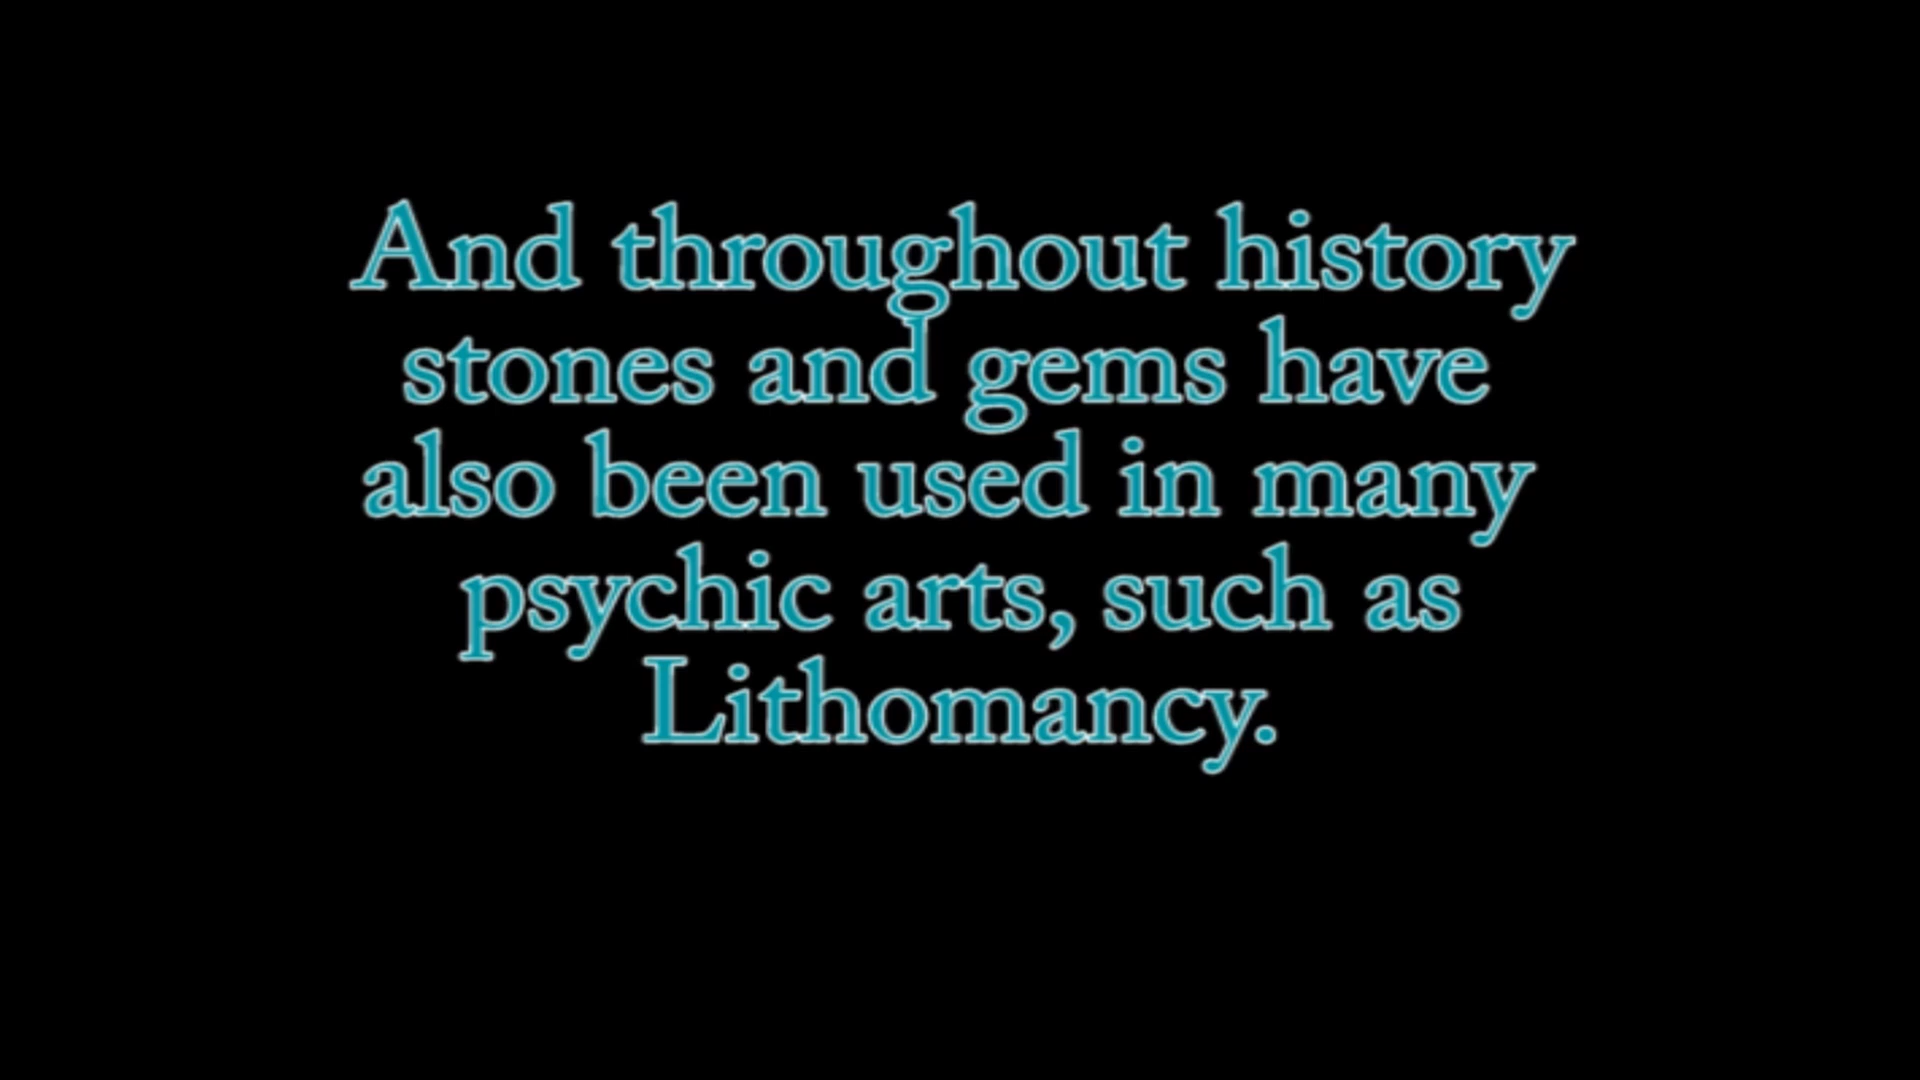 And throughout history
stones and gems have
also been used in many
psychic arts, such as
Lithomancy.